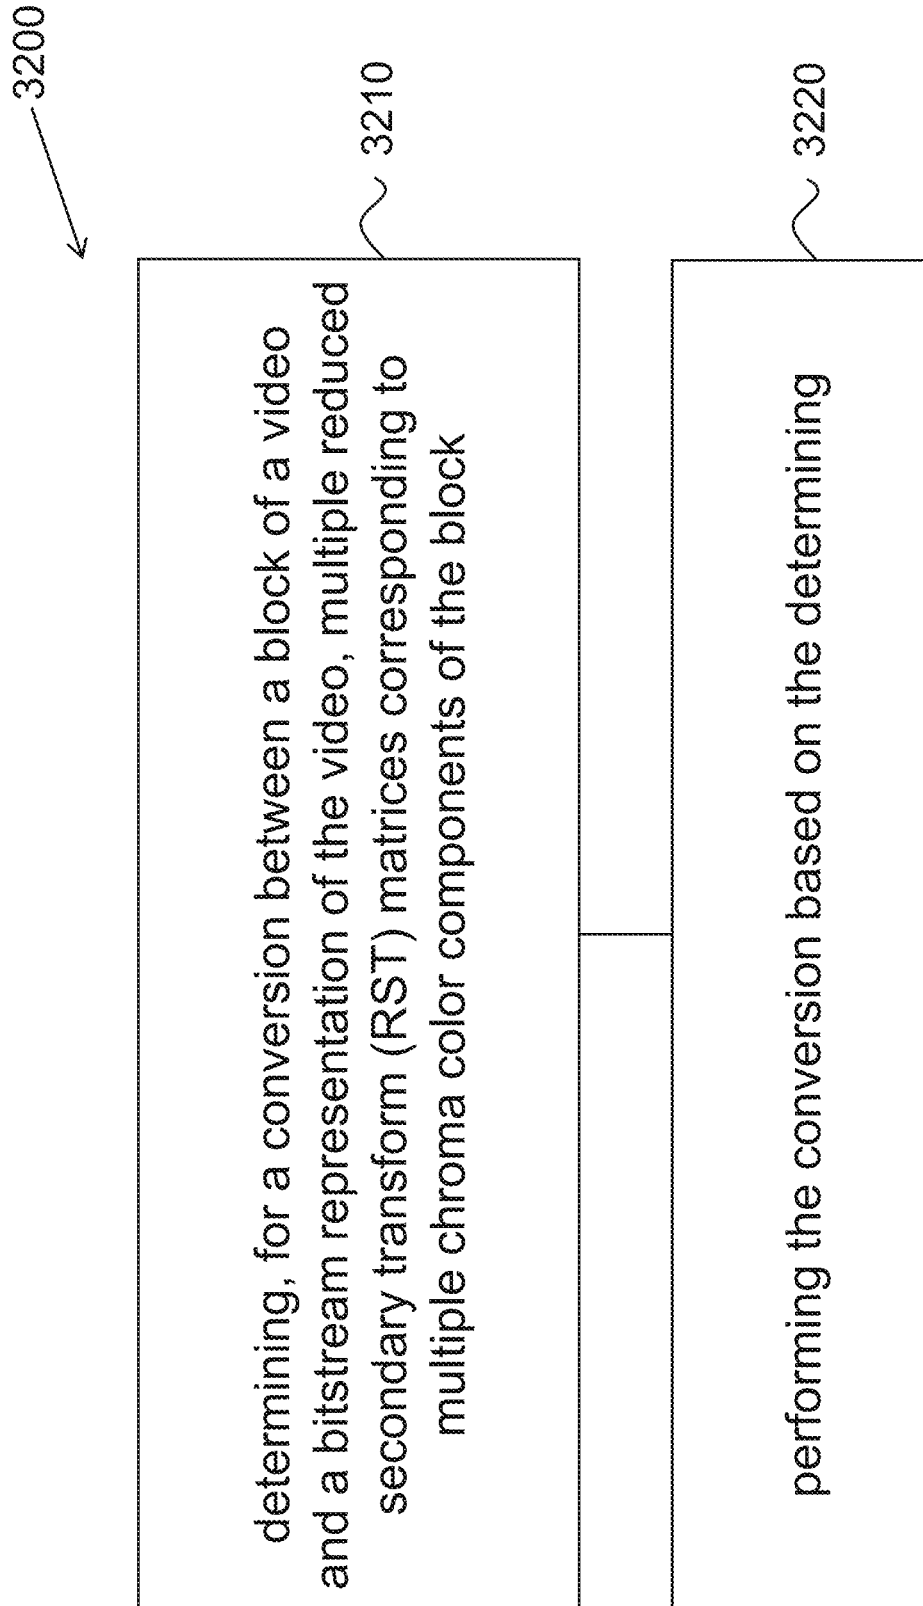 3200
determining, for a conversion between a block of a video
and a bitstream representation of the video, multiple reduced
secondary transform (RST) matrices corresponding to
multiple chroma color components of the block
3210
performing the conversion based on the determining
3220